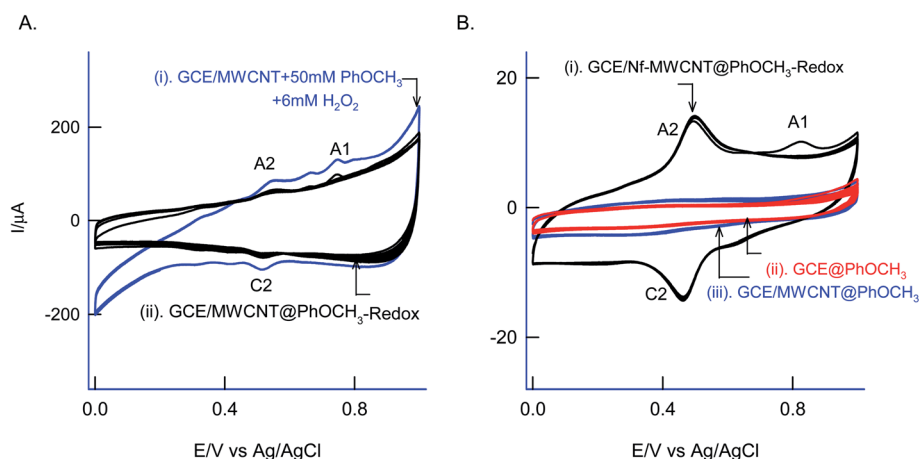 A.
(i). GCE/MWCNT+50mM PhOCH₃
+6mM H₂O₂
200
A1
A2
0
I/µA
C2
(ii). GCE/MWCNT@PhOCH₃-Redox
-200
0.0 0.4 0.8
E/V vs Ag/AgCl
B.
(i). GCE/Nf-MWCNT@PhOCH₃-Redox
20
A2
A1
0
(ii). GCE@PhOCH₃
C2
(iii). GCE/MWCNT@PhOCH₃
-20
0.0 0.4 0.8
E/V vs Ag/AgCl